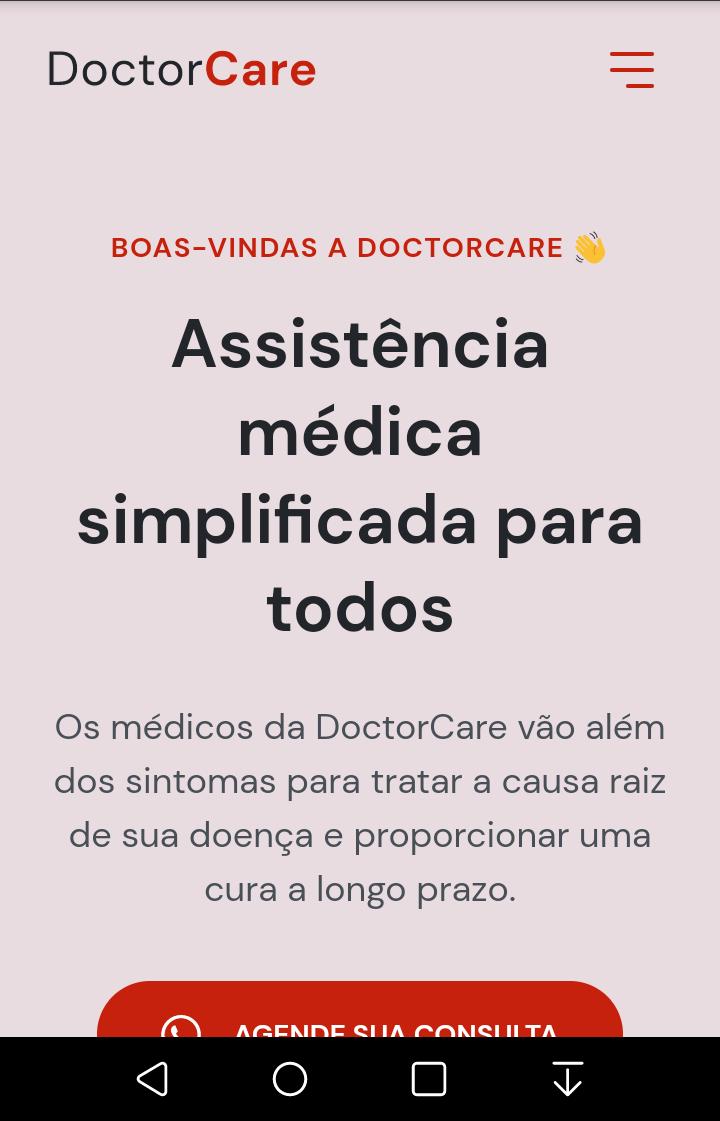 DoctorCare
BOAS-VINDAS A DOCTORCARE 👋
Assistência
médica
simplificada para
todos
Os médicos da DoctorCare vão além
dos sintomas para tratar a causa raiz
de sua doença e proporcionar uma
cura a longo prazo.
AGENDE SUA CONSULTA